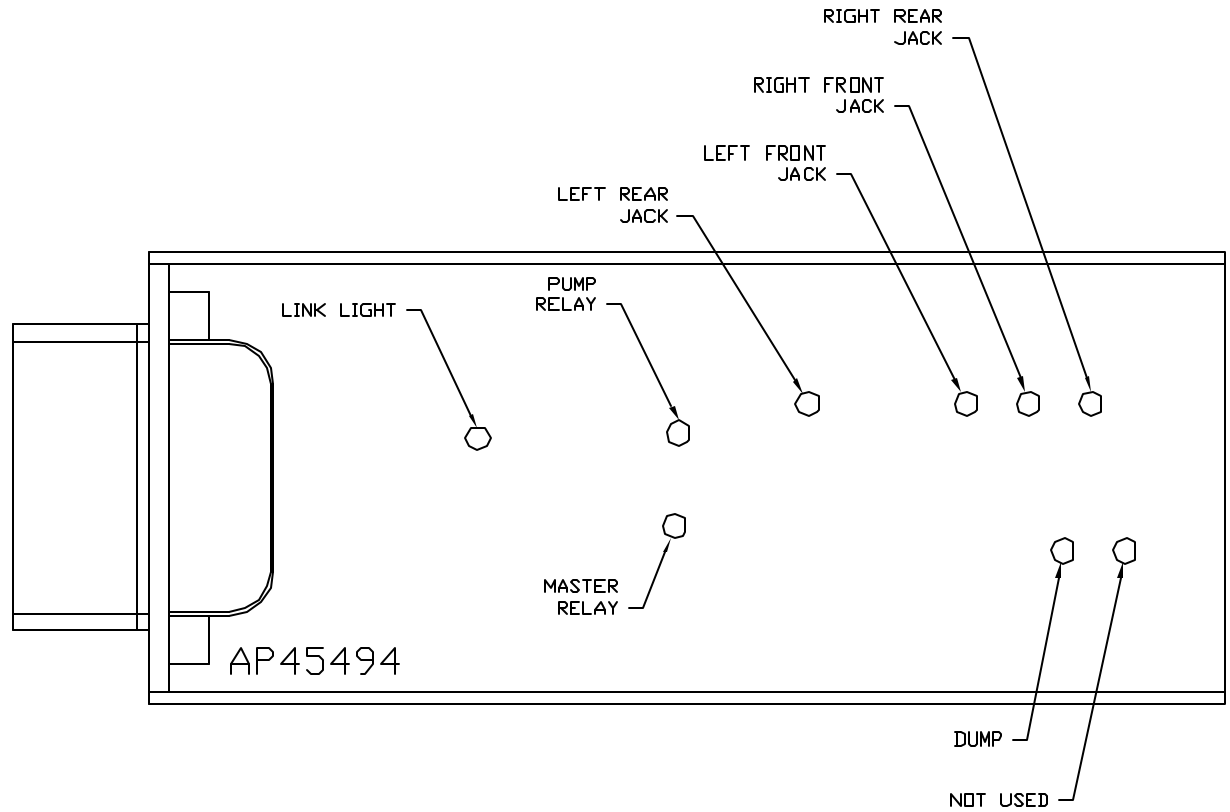 RIGHT REAR
JACK
RIGHT FRONT
JACK
LEFT FRONT
JACK
LEFT REAR
JACK
PUMP
RELAY
LINK LIGHT
MASTER
RELAY
AP45494
DUMP
NOT USED